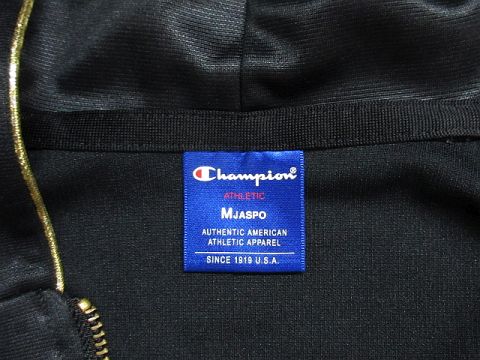 Champion®
ATHLETIC
MJASPO
AUTHENTIC AMERICAN
ATHLETIC APPAREL
SINCE 1919 U.S.A.